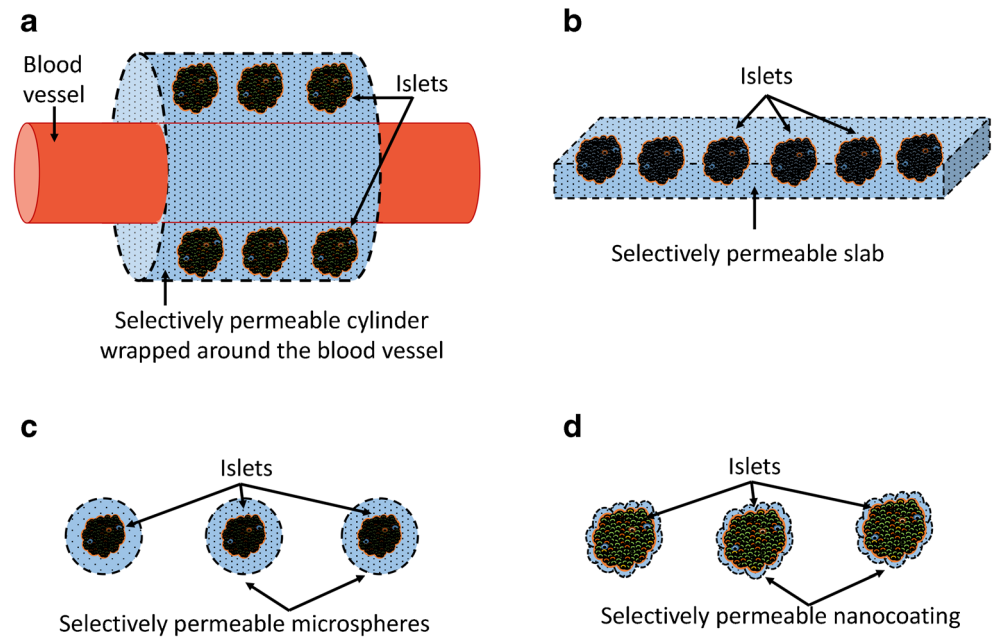 a
Blood
vessel
Islets
Selectively permeable cylinder
wrapped around the blood vessel
b
Islets
Selectively permeable slab
c
Islets
Selectively permeable microspheres
d
Islets
Selectively permeable nanocoating